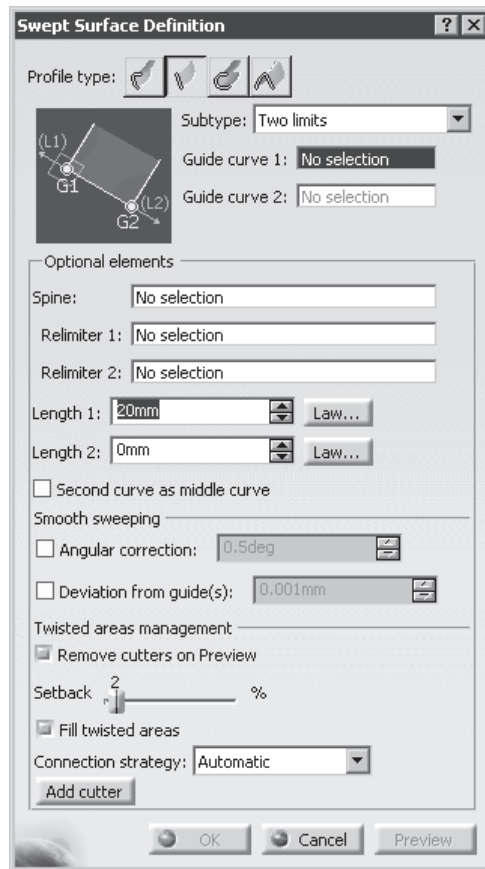 Swept Surface Definition ? X
Profile type:
Subtype: Two limits
(L1)
G1
(L2)
G2
Guide curve 1: No selection
Guide curve 2: No selection
Optional elements
Spine: No selection
Relimiter 1: No selection
Relimiter 2: No selection
Length 1: 20mm Law...
Length 2: 0mm Law...
Second curve as middle curve
Smooth sweeping
Angular correction: 0.5deg
Deviation from guide(s): 0.001mm
Twisted areas management
Remove cutters on Preview
Setback 2 %
Fill twisted areas
Connection strategy: Automatic
Add cutter
OK Cancel Preview